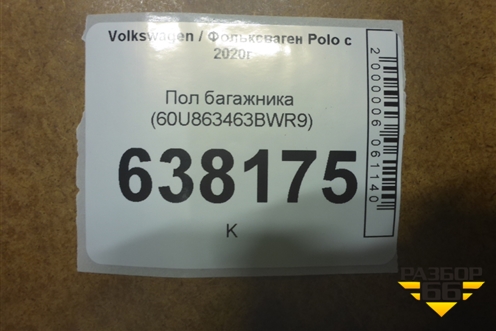 Volkswagen / Фольксваген Polo с
2020г
Пол багажника
(60U863463BWR9)
638175
К
2000006061140
РАЗБОР
66